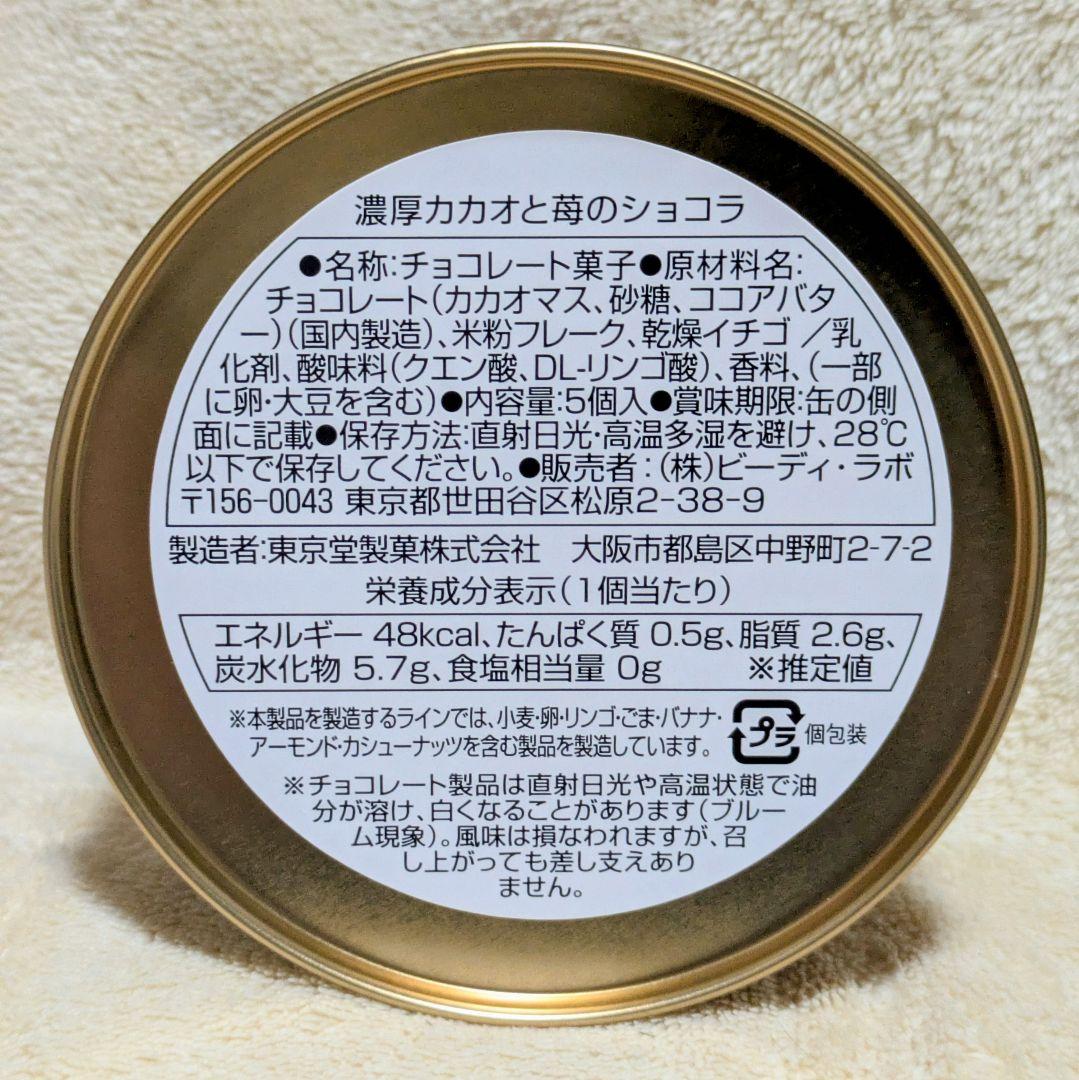 濃厚カカオと苺のショコラ
●名称:チョコレート菓子●原材料名:
チョコレート(カカオマス、砂糖、ココアバタ
ー)(国内製造)、米粉フレーク、乾燥イチゴ/乳
化剤、酸味料(クエン酸、DL-リンゴ酸)、香料、(一部
に卵・大豆を含む)●内容量:5個入●賞味期限:缶の側
面に記載●保存方法:直射日光・高温多湿を避け、28℃
以下で保存してください。●販売者:(株)ビーディ・ラボ
〒156-0043 東京都世田谷区松原2-38-9
製造者:東京堂製菓株式会社 大阪市都島区中野町2-7-2
栄養成分表示(1個当たり)
エネルギー 48kcal、たんぱく質 0.5g、脂質 2.6g、
炭水化物 5.7g、食塩相当量 0g ※推定値
※本製品を製造するラインでは、小麦・卵・リンゴ・ごま・バナナ・
アーモンド・カシューナッツを含む製品を製造しています。
プラ 個包装
※チョコレート製品は直射日光や高温状態で油
分が溶け、白くなることがあります(ブルー
ム現象)。風味は損なわれますが、召
し上がっても差し支えあり
ません。